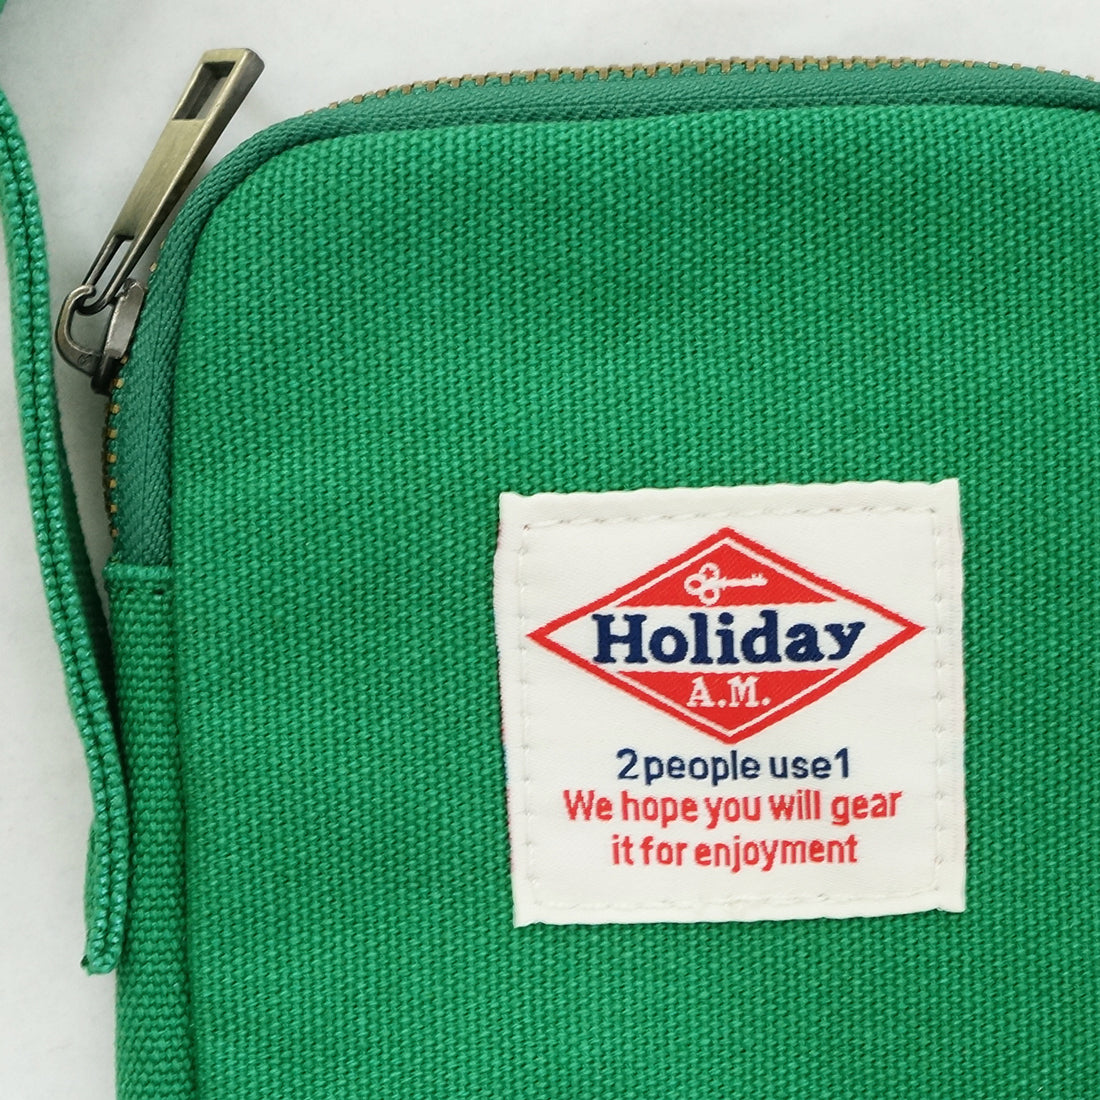 Holiday
A.M.
2people use1
We hope you will gear
it for enjoyment